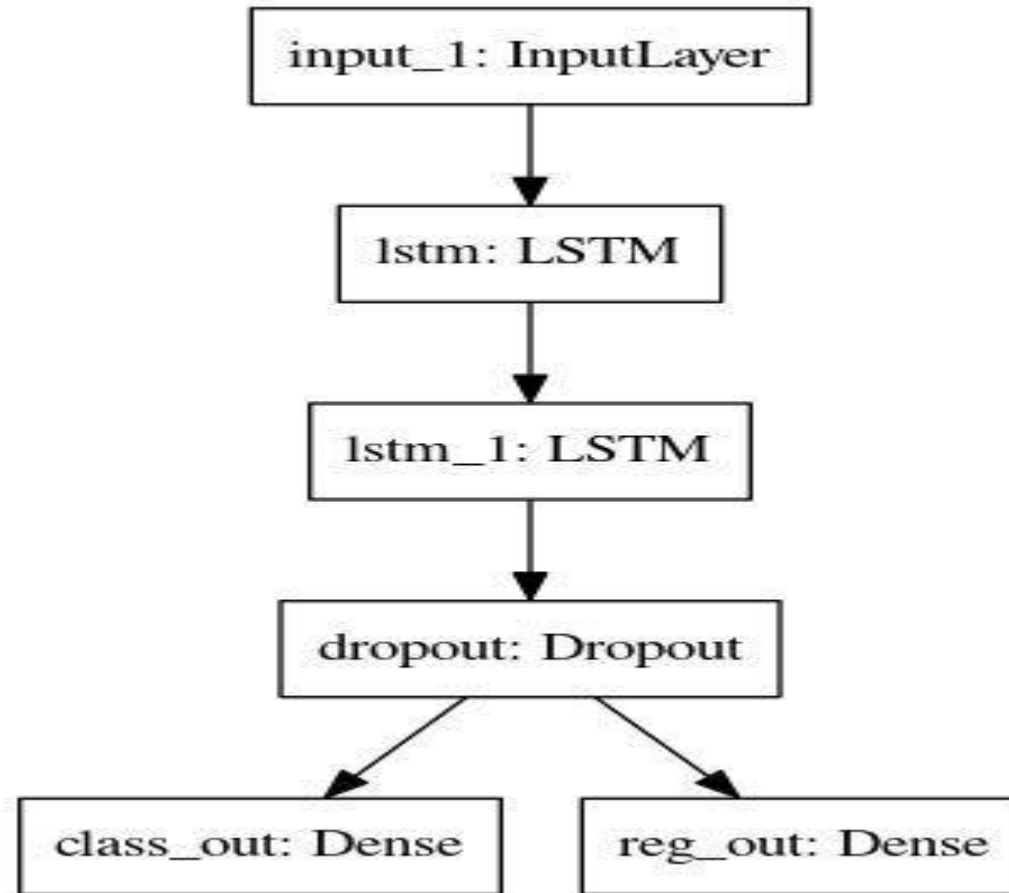 input_1: InputLayer
lstm: LSTM
lstm_1: LSTM
dropout: Dropout
class_out: Dense
reg_out: Dense